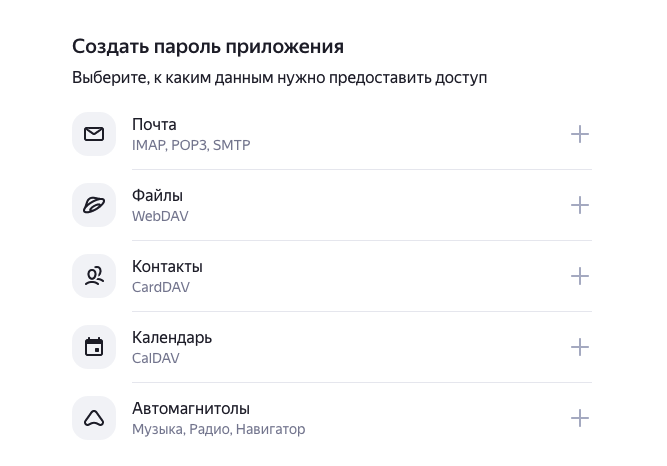 Создать пароль приложения
Выберите, к каким данным нужно предоставить доступ
Почта
IMAP, POP3, SMTP
Файлы
WebDAV
Контакты
CardDAV
Календарь
CalDAV
Автомагнитолы
Музыка, Радио, Навигатор